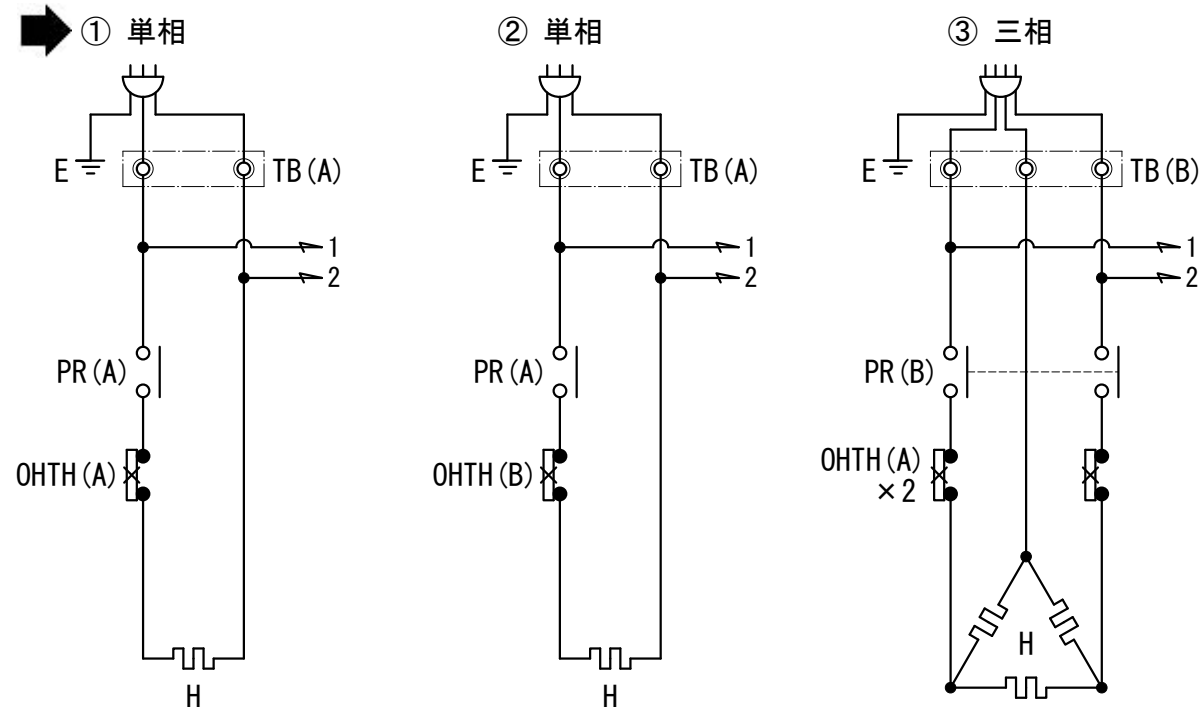 ① 単相
E
TB(A)
1
2
PR(A)
OHTH(A)
H
② 単相
E
TB(A)
1
2
PR(A)
OHTH(B)
H
③ 三相
E
TB(B)
1
2
PR(B)
OHTH(A)
×2
H